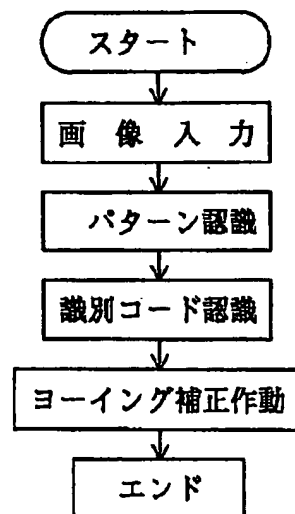 スタート
画像入力
パターン認識
識別コード認識
ヨーイング補正作動
エンド